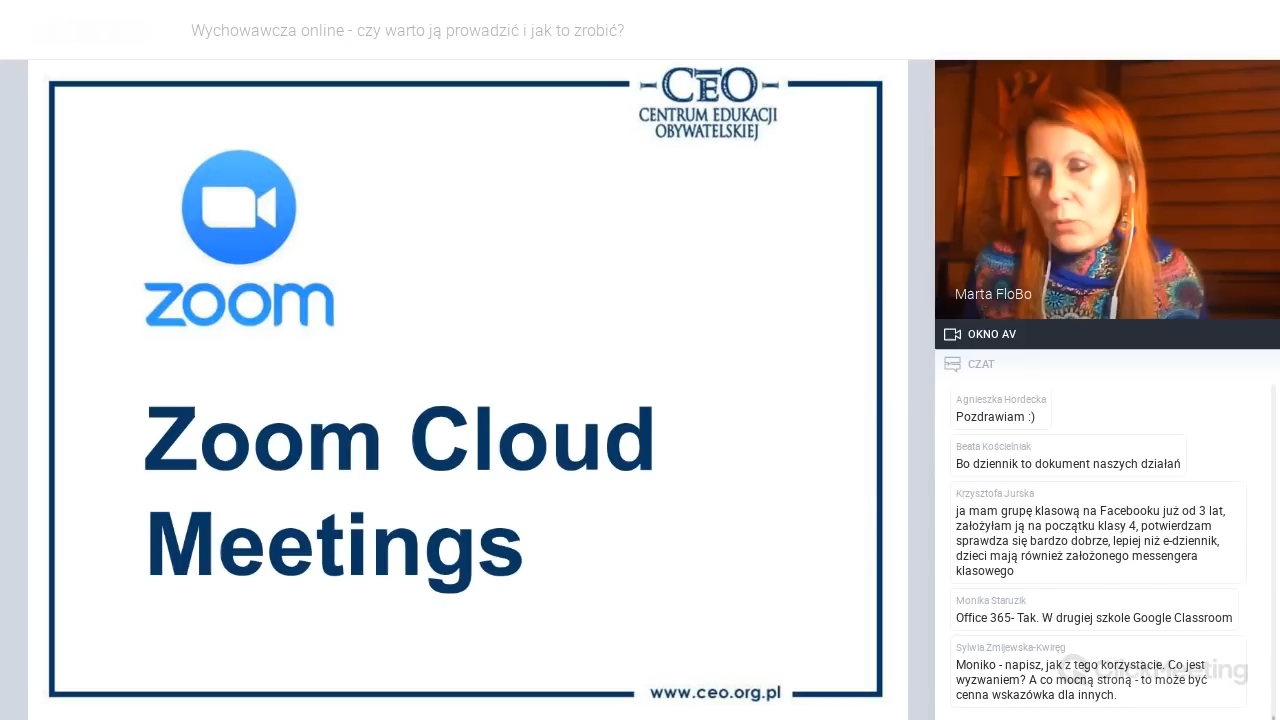 Wychowawcza online - czy warto ją prowadzić i jak to zrobić?
CEO
CENTRUM EDUKACJI
OBYWATELSKIEJ
zoom
Zoom Cloud
Meetings
www.ceo.org.pl
Marta FloBo
OKNO AV
CZAT
Agnieszka Hordecka
Pozdrawiam :)
Beata Kościelniak
Bo dziennik to dokument naszych działań
Krzysztofa Jurska
ja mam grupę klasową na Facebooku już od 3 lat,
założyłam ją na początku klasy 4, potwierdzam
sprawdza się bardzo dobrze, lepiej niż e-dziennik,
dzieci mają również założonego messengera
klasowego
Monika Staruzik
Office 365- Tak. W drugiej szkole Google Classroom
Sylwia Żmijewska-Kwiręg
Moniko - napisz, jak z tego korzystacie. Co jest
wyzwaniem? A co mocną stroną - to może być
cenna wskazówka dla innych.
ClickMeeting